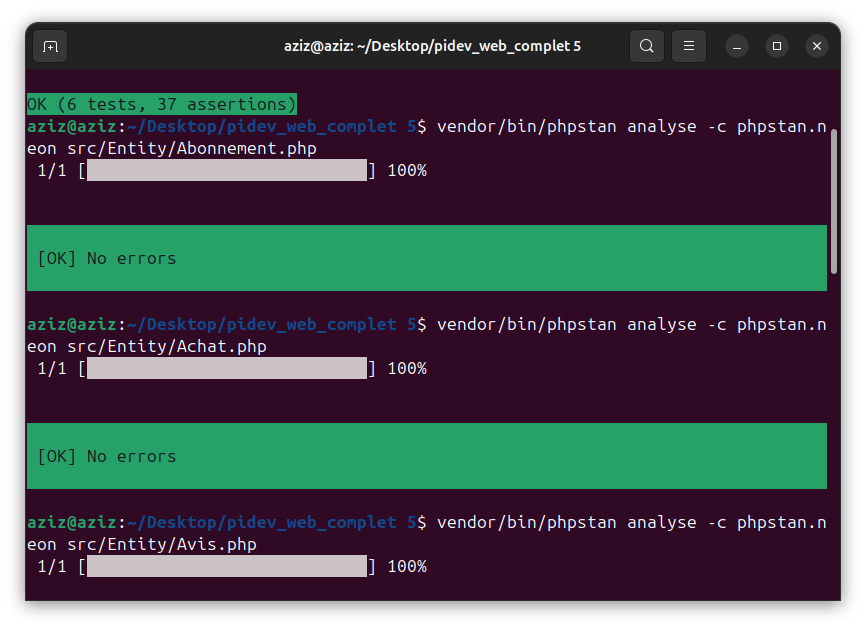 aziz@aziz: ~/Desktop/pidev_web_complet 5
OK (6 tests, 37 assertions)
aziz@aziz:~/Desktop/pidev_web_complet 5$ vendor/bin/phpstan analyse -c phpstan.n
eon src/Entity/Abonnement.php
1/1 [                            ] 100%
[OK] No errors
aziz@aziz:~/Desktop/pidev_web_complet 5$ vendor/bin/phpstan analyse -c phpstan.n
eon src/Entity/Achat.php
1/1 [                            ] 100%
[OK] No errors
aziz@aziz:~/Desktop/pidev_web_complet 5$ vendor/bin/phpstan analyse -c phpstan.n
eon src/Entity/Avis.php
1/1 [                            ] 100%